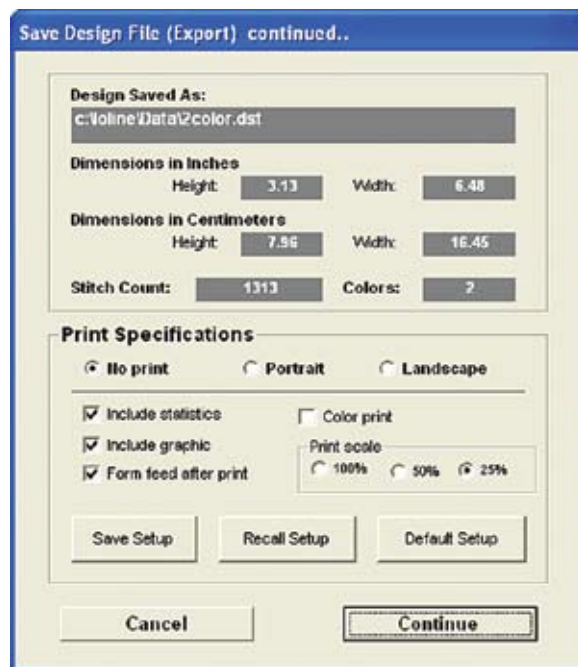 Save Design File (Export) continued..
Design Saved As:
c:\Ioline\Data\2color.dst
Dimensions in Inches
Height: 3.13 Width: 6.48
Dimensions in Centimeters
Height: 7.96 Width: 16.45
Stitch Count: 1313 Colors: 2
Print Specifications
No print Portrait Landscape
Include statistics Color print
Include graphic Print scale
Form feed after print 100% 50% 25%
Save Setup Recall Setup Default Setup
Cancel Continue